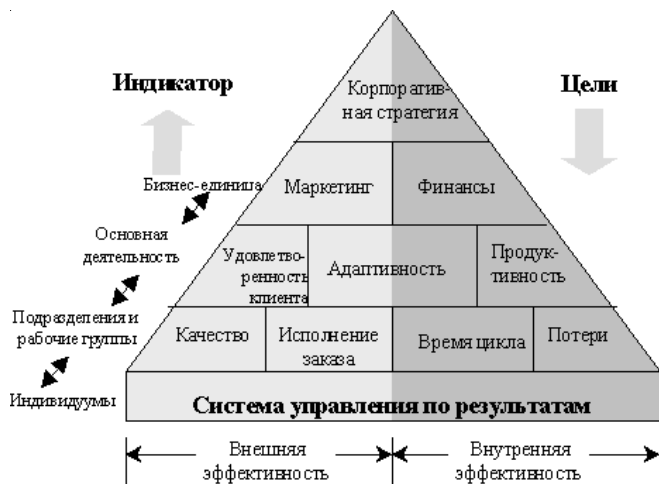 Индикатор
Цели
Корпоратив-
ная стратегия
Бизнес-единица
Маркетинг
Финансы
Основная
деятельность
Удовлетво-
ренность
клиента
Адаптивность
Продук-
тивность
Подразделения и
рабочие группы
Качество
Исполнение
заказа
Время цикла
Потери
Индивидуумы
Система управления по результатам
Внешняя
эффективность
Внутренняя
эффективность